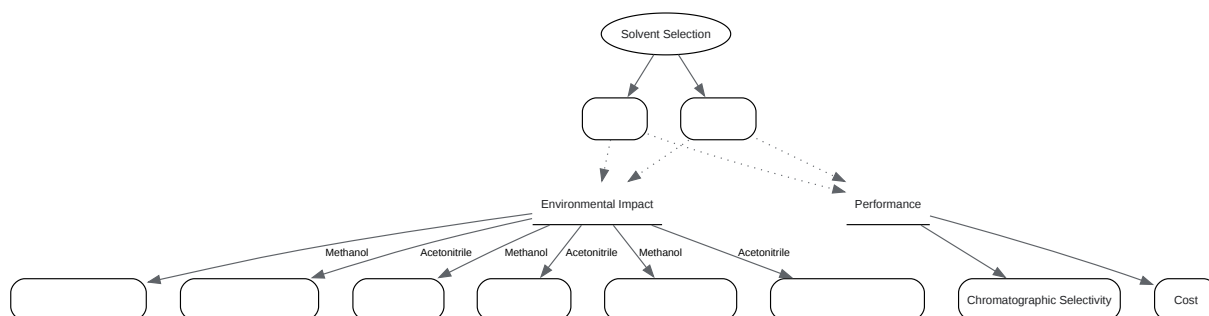 Solvent Selection
Environmental Impact
Performance
Methanol
Acetonitrile
Methanol
Acetonitrile
Methanol
Acetonitrile
Chromatographic Selectivity
Cost